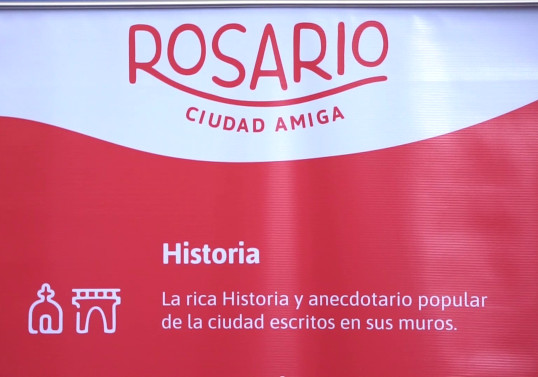 ROSARIO
CIUDAD AMIGA
Historia
La rica Historia y anecdotario popular
de la ciudad escritos en sus muros.